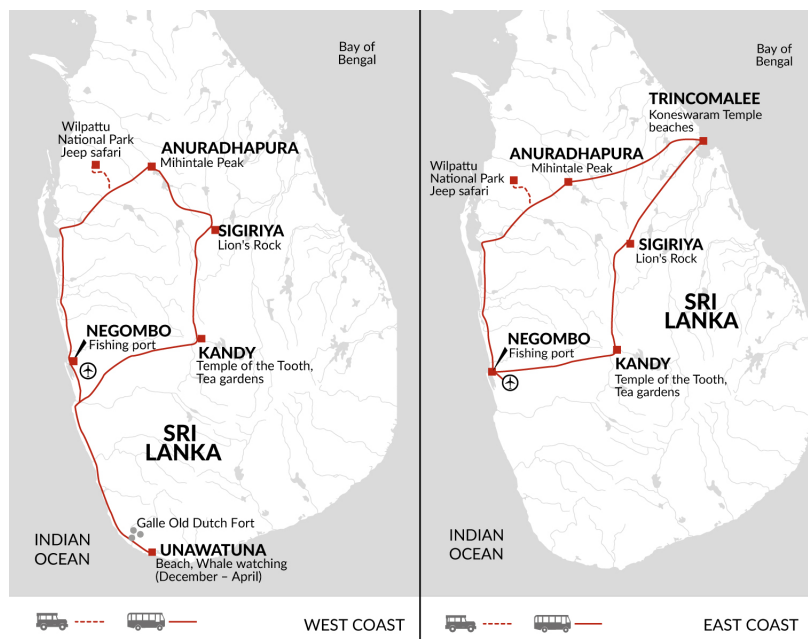 Bay of
Bengal
Wilpattu
National Park
Jeep safari
ANURADHAPURA
Mihintale Peak
SIGIRIYA
Lion's Rock
NEGOMBO
Fishing port
KANDY
Temple of the Tooth,
Tea gardens
SRI
LANKA
Galle Old Dutch Fort
INDIAN
OCEAN
UNAWATUNA
Beach, Whale watching
(December – April)
WEST COAST
Bay of
Bengal
TRINCOMALEE
Koneswaram Temple
beaches
ANURADHAPURA
Mihintale Peak
Wilpattu
National Park
Jeep safari
SIGIRIYA
Lion's Rock
SRI
LANKA
NEGOMBO
Fishing port
KANDY
Temple of the Tooth,
Tea gardens
INDIAN
OCEAN
EAST COAST